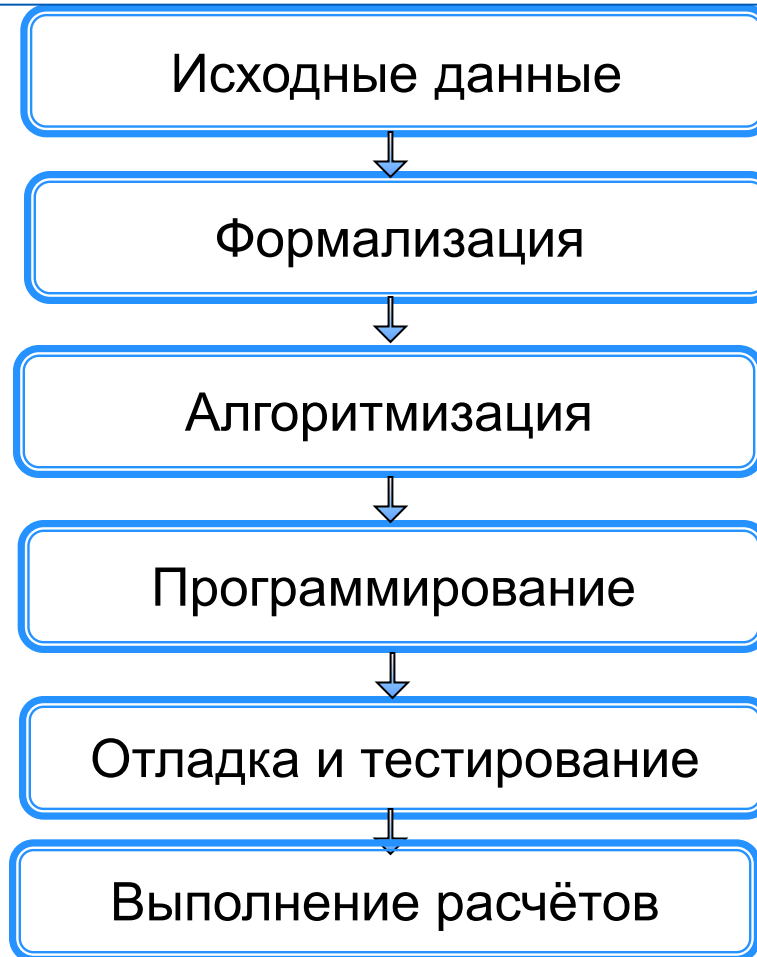 Исходные данные
Формализация
Алгоритмизация
Программирование
Отладка и тестирование
Выполнение расчётов